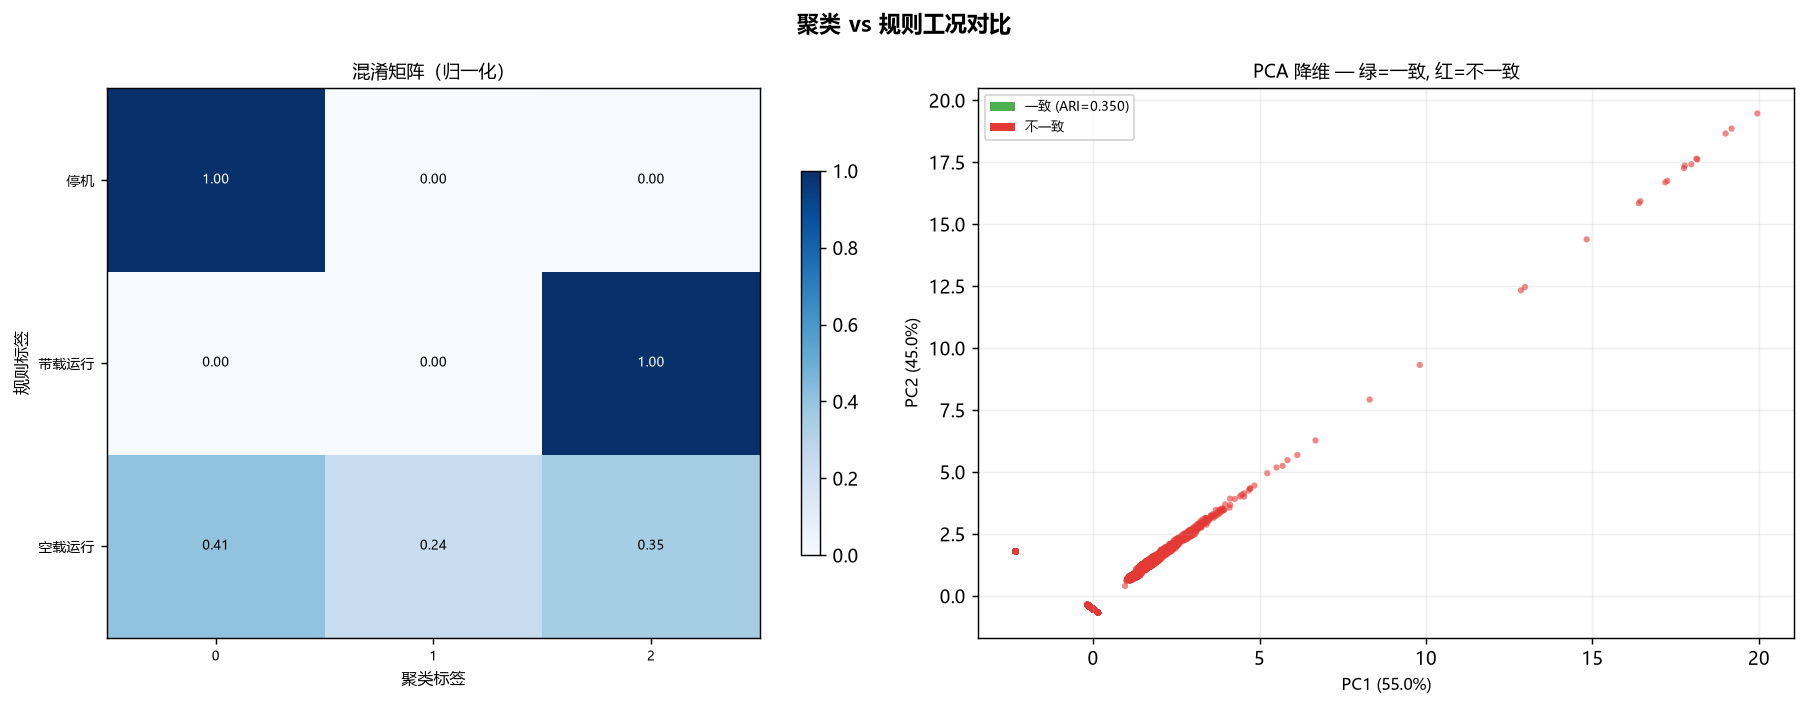 聚类 vs 规则工况对比
混淆矩阵（归一化）
规则标签
停机
带载运行
空载运行
1.00 0.00 0.00
0.00 0.00 1.00
0.41 0.24 0.35
0 1 2
聚类标签
1.0
0.8
0.6
0.4
0.2
0.0
PCA 降维 — 绿=一致, 红=不一致
一致 (ARI=0.350)
不一致
PC2 (45.0%)
20.0
17.5
15.0
12.5
10.0
7.5
5.0
2.5
0.0
0 5 10 15 20
PC1 (55.0%)